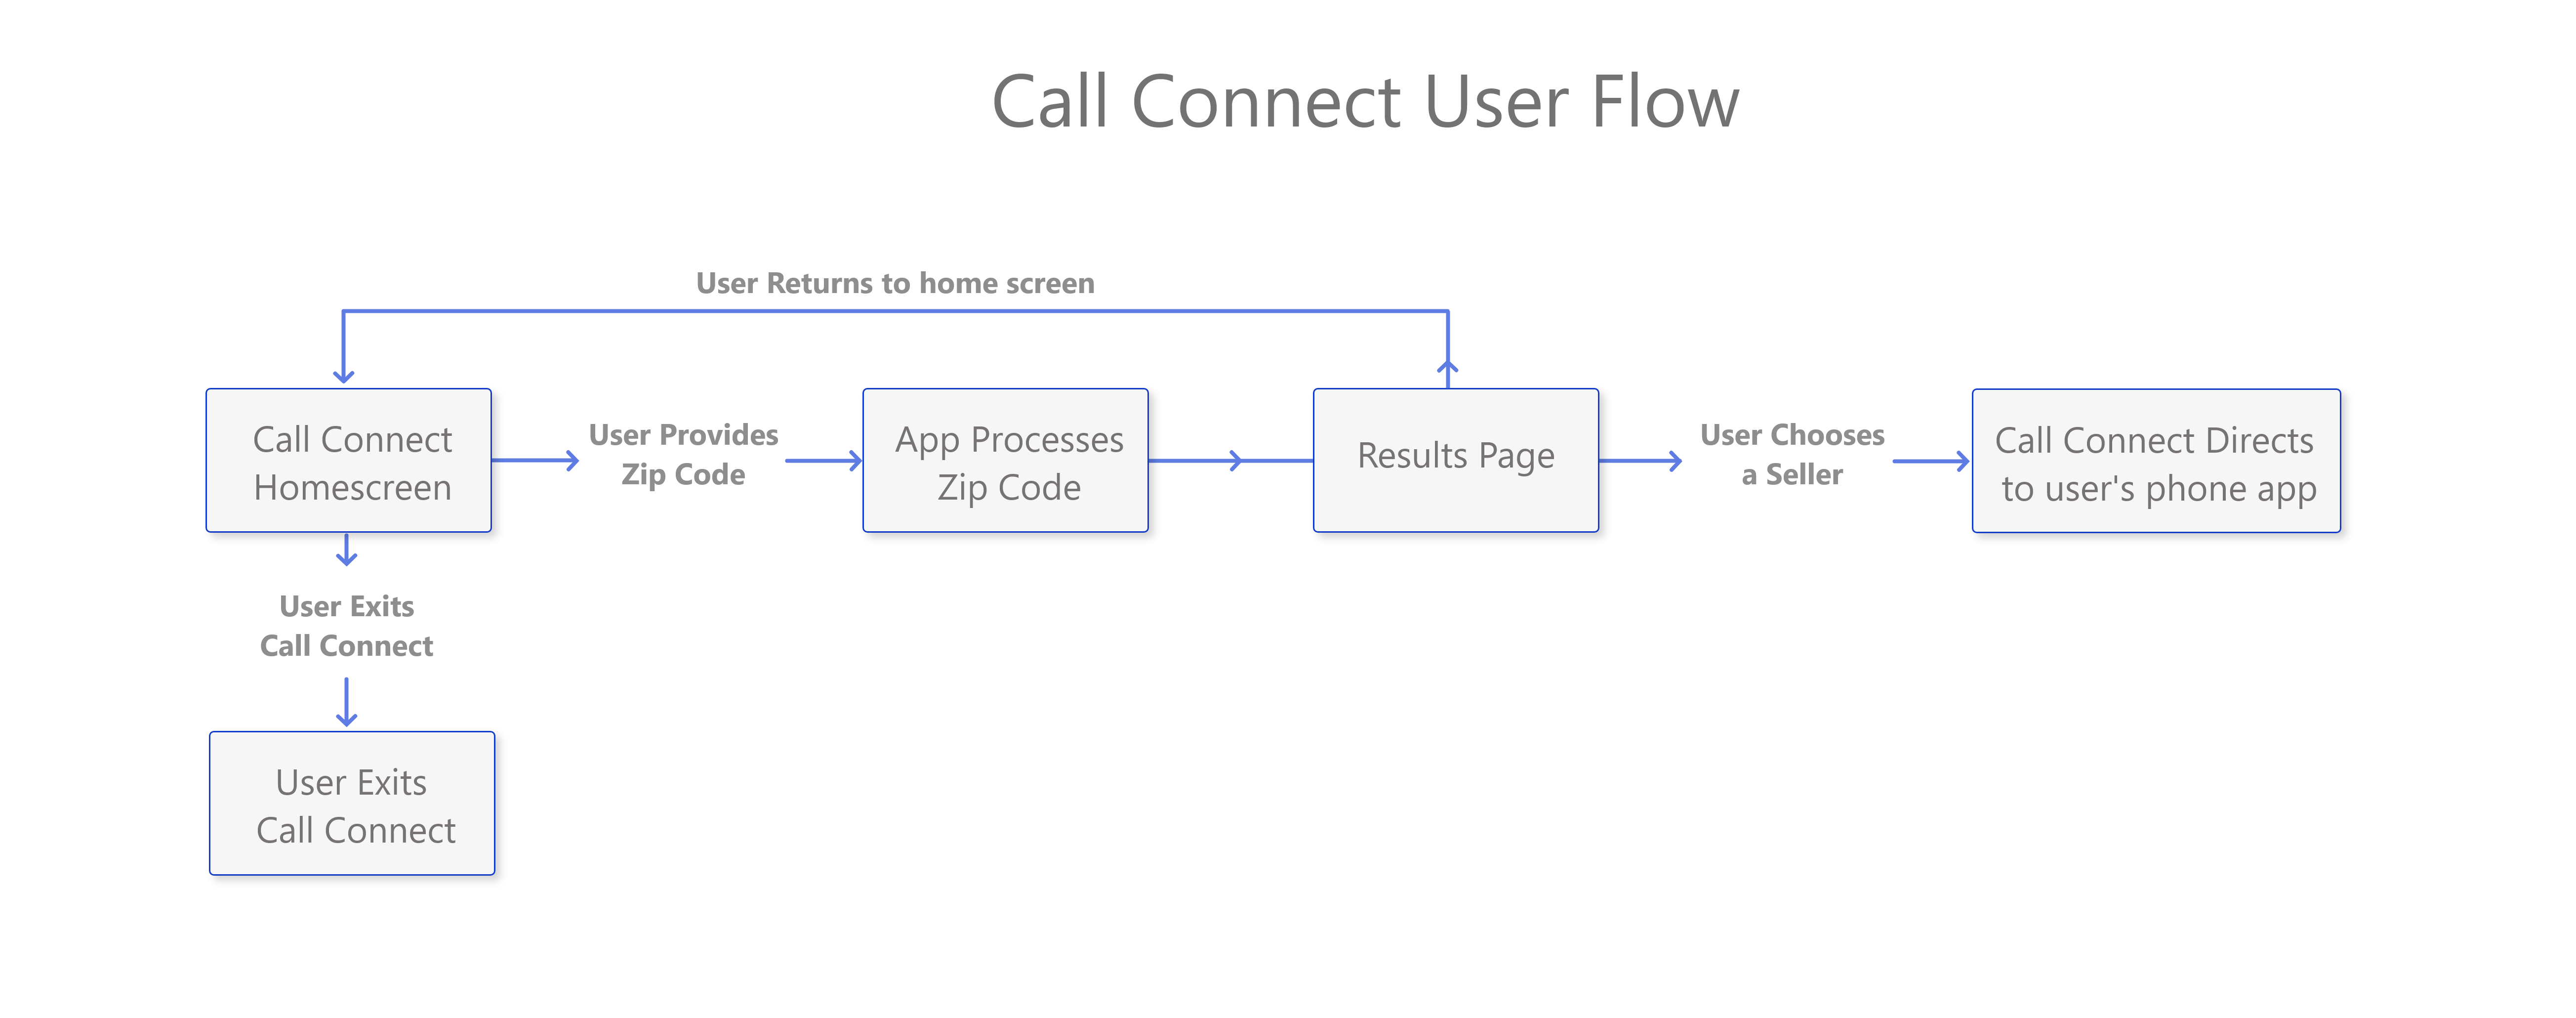 Call Connect User Flow
User Returns to home screen
Call Connect
Homescreen
User Provides
Zip Code
App Processes
Zip Code
Results Page
User Chooses
a Seller
Call Connect Directs
to user's phone app
User Exits
Call Connect
User Exits
Call Connect